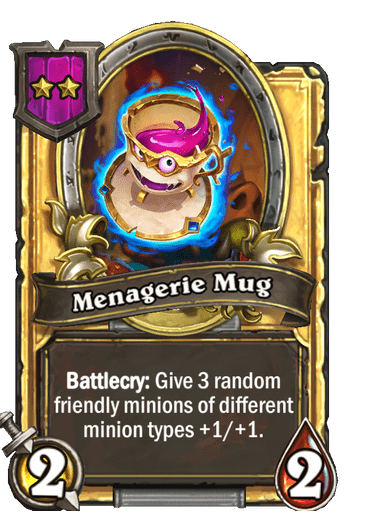 Menagerie Mug
Battlecry: Give 3 random
friendly minions of different
minion types +1/+1.
2
2